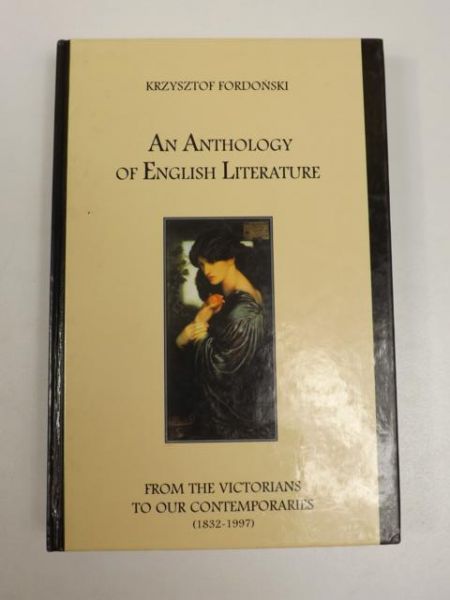 KRZYSZTOF FORDOŃSKI
AN ANTHOLOGY
OF ENGLISH LITERATURE
FROM THE VICTORIANS
TO OUR CONTEMPORARIES
(1832-1997)